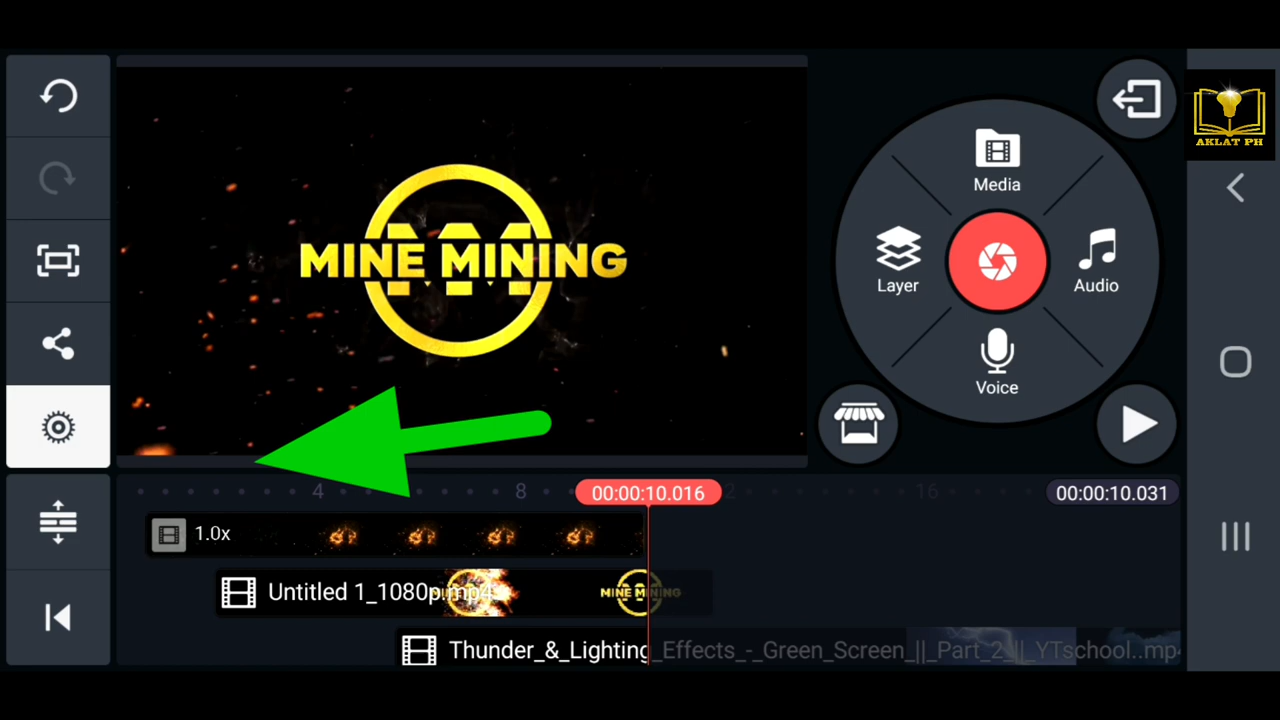 MINE MINING
Media
Layer
Audio
Voice
AKLAT PH
4
8
00:00:10.016
2
16
00:00:10.031
1.0x
Untitled 1_1080p.mp4
MINE MINING
Thunder_&_Lighting_Effects_-_Green_Screen_||_Part_2_||_YTschool..mp4